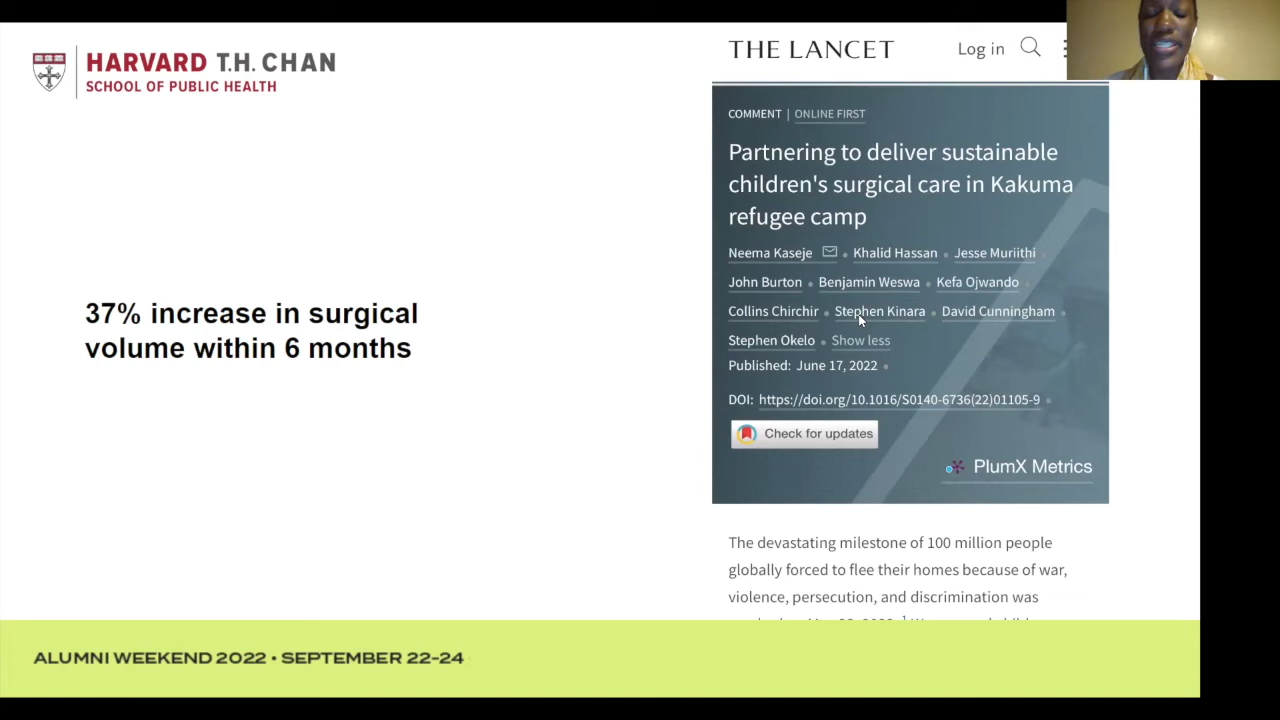 HARVARD T.H. CHAN
SCHOOL OF PUBLIC HEALTH
37% increase in surgical
volume within 6 months
THE LANCET
Log in
COMMENT | ONLINE FIRST
Partnering to deliver sustainable
children's surgical care in Kakuma
refugee camp
Neema Kaseje • Khalid Hassan • Jesse Muriithi
John Burton • Benjamin Weswa • Kefa Ojwando
Collins Chirchir • Stephen Kinara • David Cunningham •
Stephen Okelo • Show less
Published: June 17, 2022 •
DOI: https://doi.org/10.1016/S0140-6736(22)01105-9 •
Check for updates
PlumX Metrics
The devastating milestone of 100 million people
globally forced to flee their homes because of war,
violence, persecution, and discrimination was
ALUMNI WEEKEND 2022 • SEPTEMBER 22–24